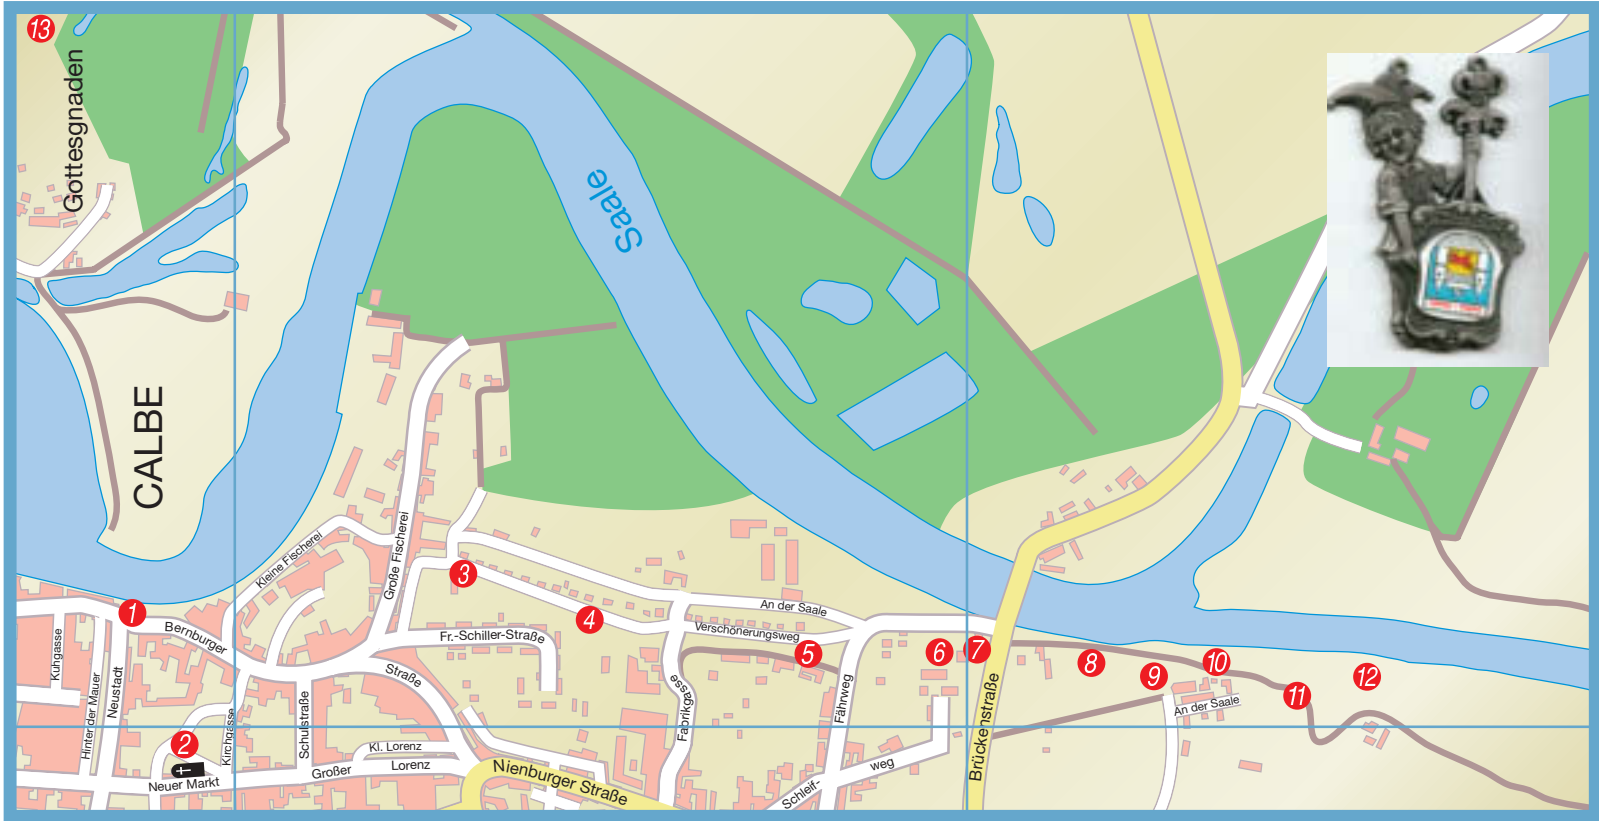 13
Gottesgnaden
CALBE
Saale
Kleine Fischerei
Große Fischerei
3
4
An der Saale
Verschönerungsweg
5
6
7
8
9
10
11
12
An der Saale
1
Bernburger
Straße
Fr.-Schiller-Straße
Kuhgasse
Hinter der Mauer
Neustadt
2
Kirchgasse
Schulstraße
Fabrikgasse
Fährweg
Brückenstraße
Kl. Lorenz
Großer
Lorenz
Neuer Markt
Nienburger Straße
Schleif-
weg